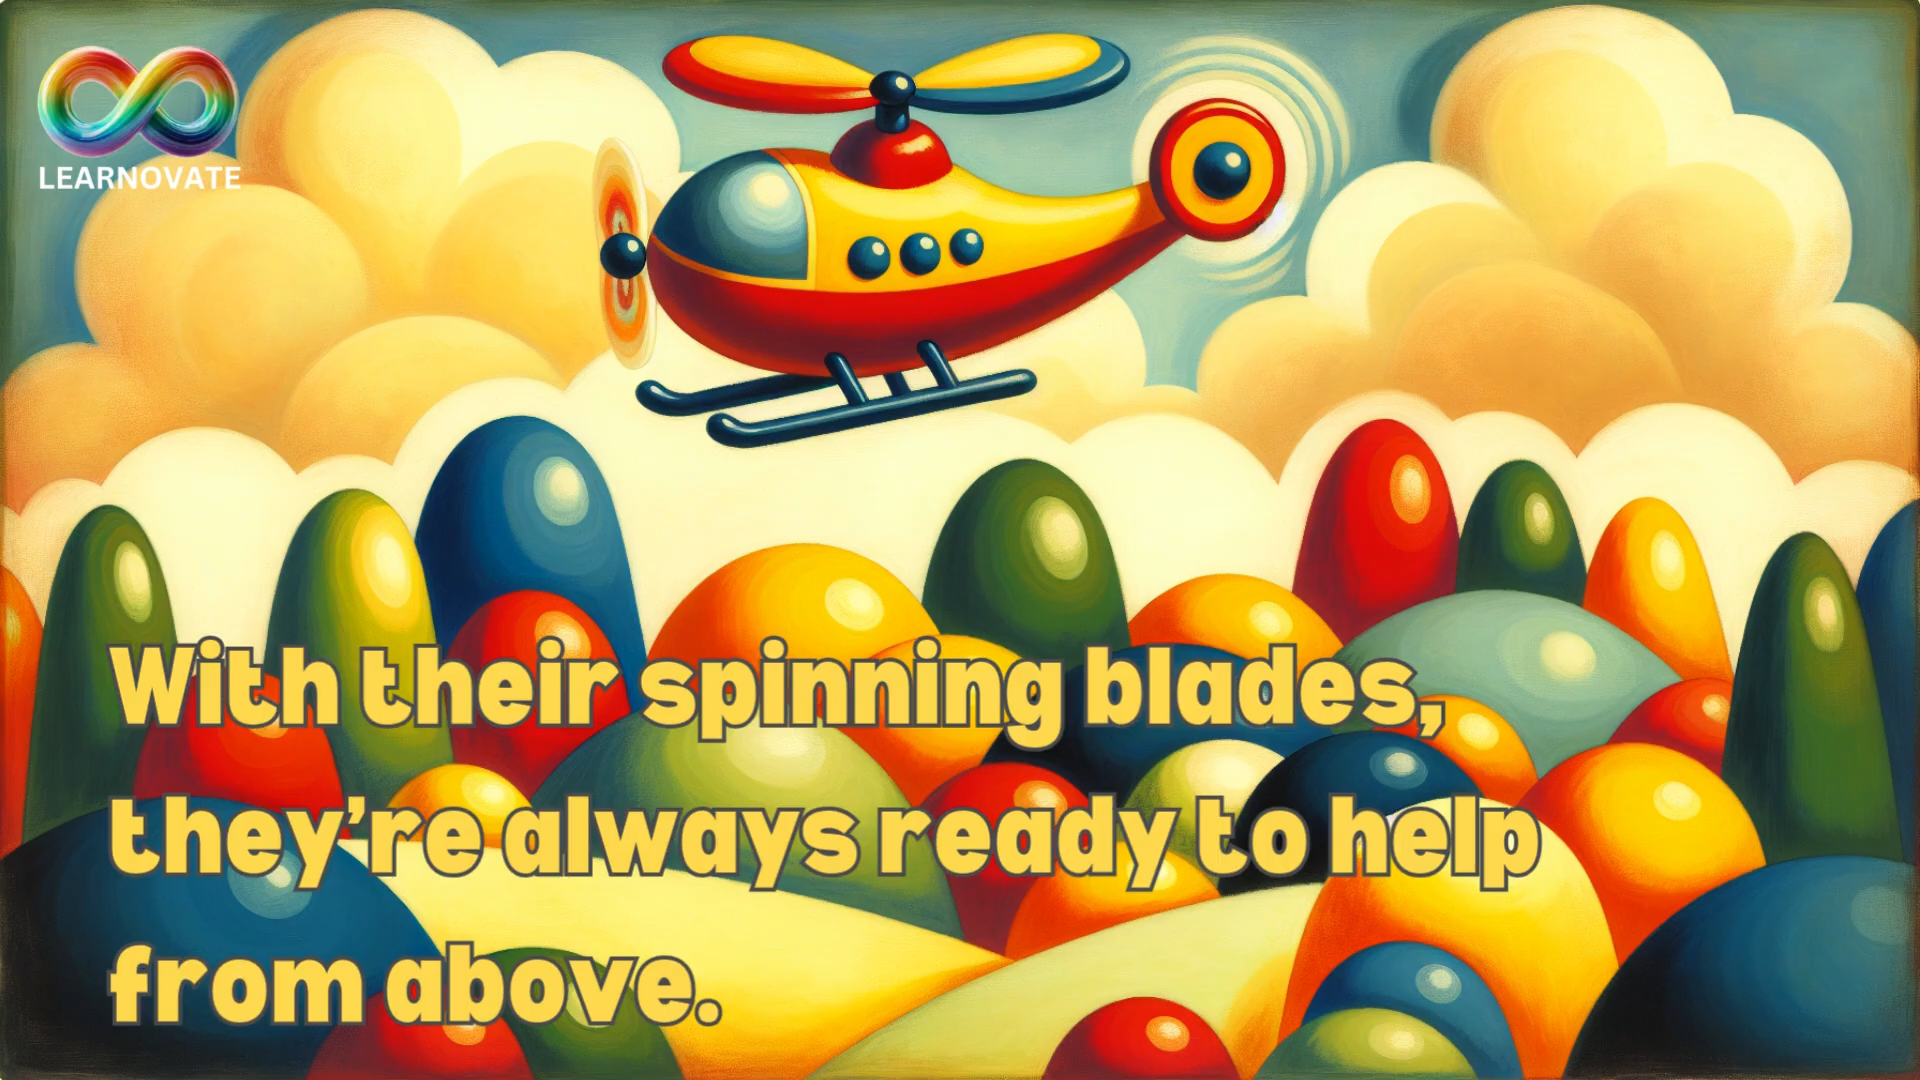 LEARNOVATE
With their spinning blades,
they’re always ready to help
from above.